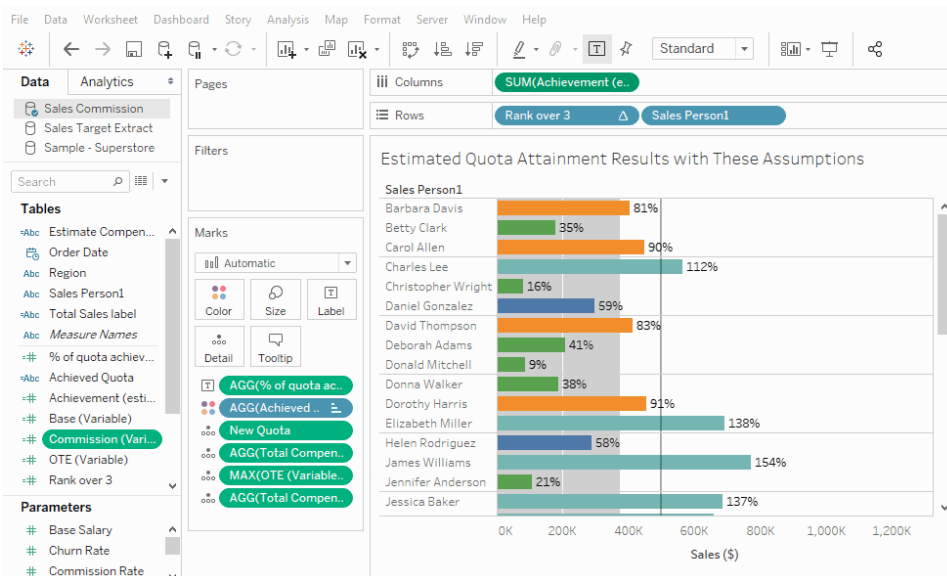 File Data Worksheet Dashboard Story Analysis Map Format Server Window Help
Standard
Data Analytics
Sales Commission
Sales Target Extract
Sample - Superstore
Search
Tables
Abc Estimate Compen...
Order Date
Abc Region
Abc Sales Person1
Abc Total Sales label
Abc Measure Names
# % of quota achiev...
Abc Achieved Quota
# Achievement (esti...
# Base (Variable)
# Commission (Vari...
# OTE (Variable)
# Rank over 3
Parameters
# Base Salary
# Churn Rate
# Commission Rate
Pages
Filters
Marks
Automatic
Color Size Label
Detail Tooltip
AGG(% of quota ac..
AGG(Achieved ..
New Quota
AGG(Total Compen..
MAX(OTE (Variable..
AGG(Total Compen..
Columns SUM(Achievement (e..
Rows Rank over 3 Δ Sales Person1
Estimated Quota Attainment Results with These Assumptions
Sales Person1
Barbara Davis 81%
Betty Clark 35%
Carol Allen 90%
Charles Lee 112%
Christopher Wright 16%
Daniel Gonzalez 59%
David Thompson 83%
Deborah Adams 41%
Donald Mitchell 9%
Donna Walker 38%
Dorothy Harris 91%
Elizabeth Miller 138%
Helen Rodriguez 58%
James Williams 154%
Jennifer Anderson 21%
Jessica Baker 137%
0K 200K 400K 600K 800K 1,000K 1,200K
Sales ($)